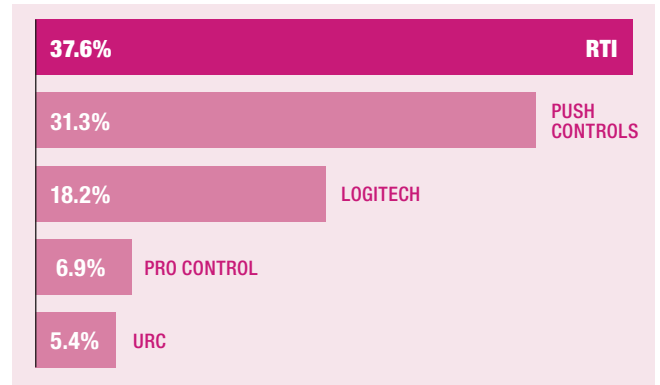 37.6% RTI
31.3% PUSH
CONTROLS
18.2% LOGITECH
6.9% PRO CONTROL
5.4% URC